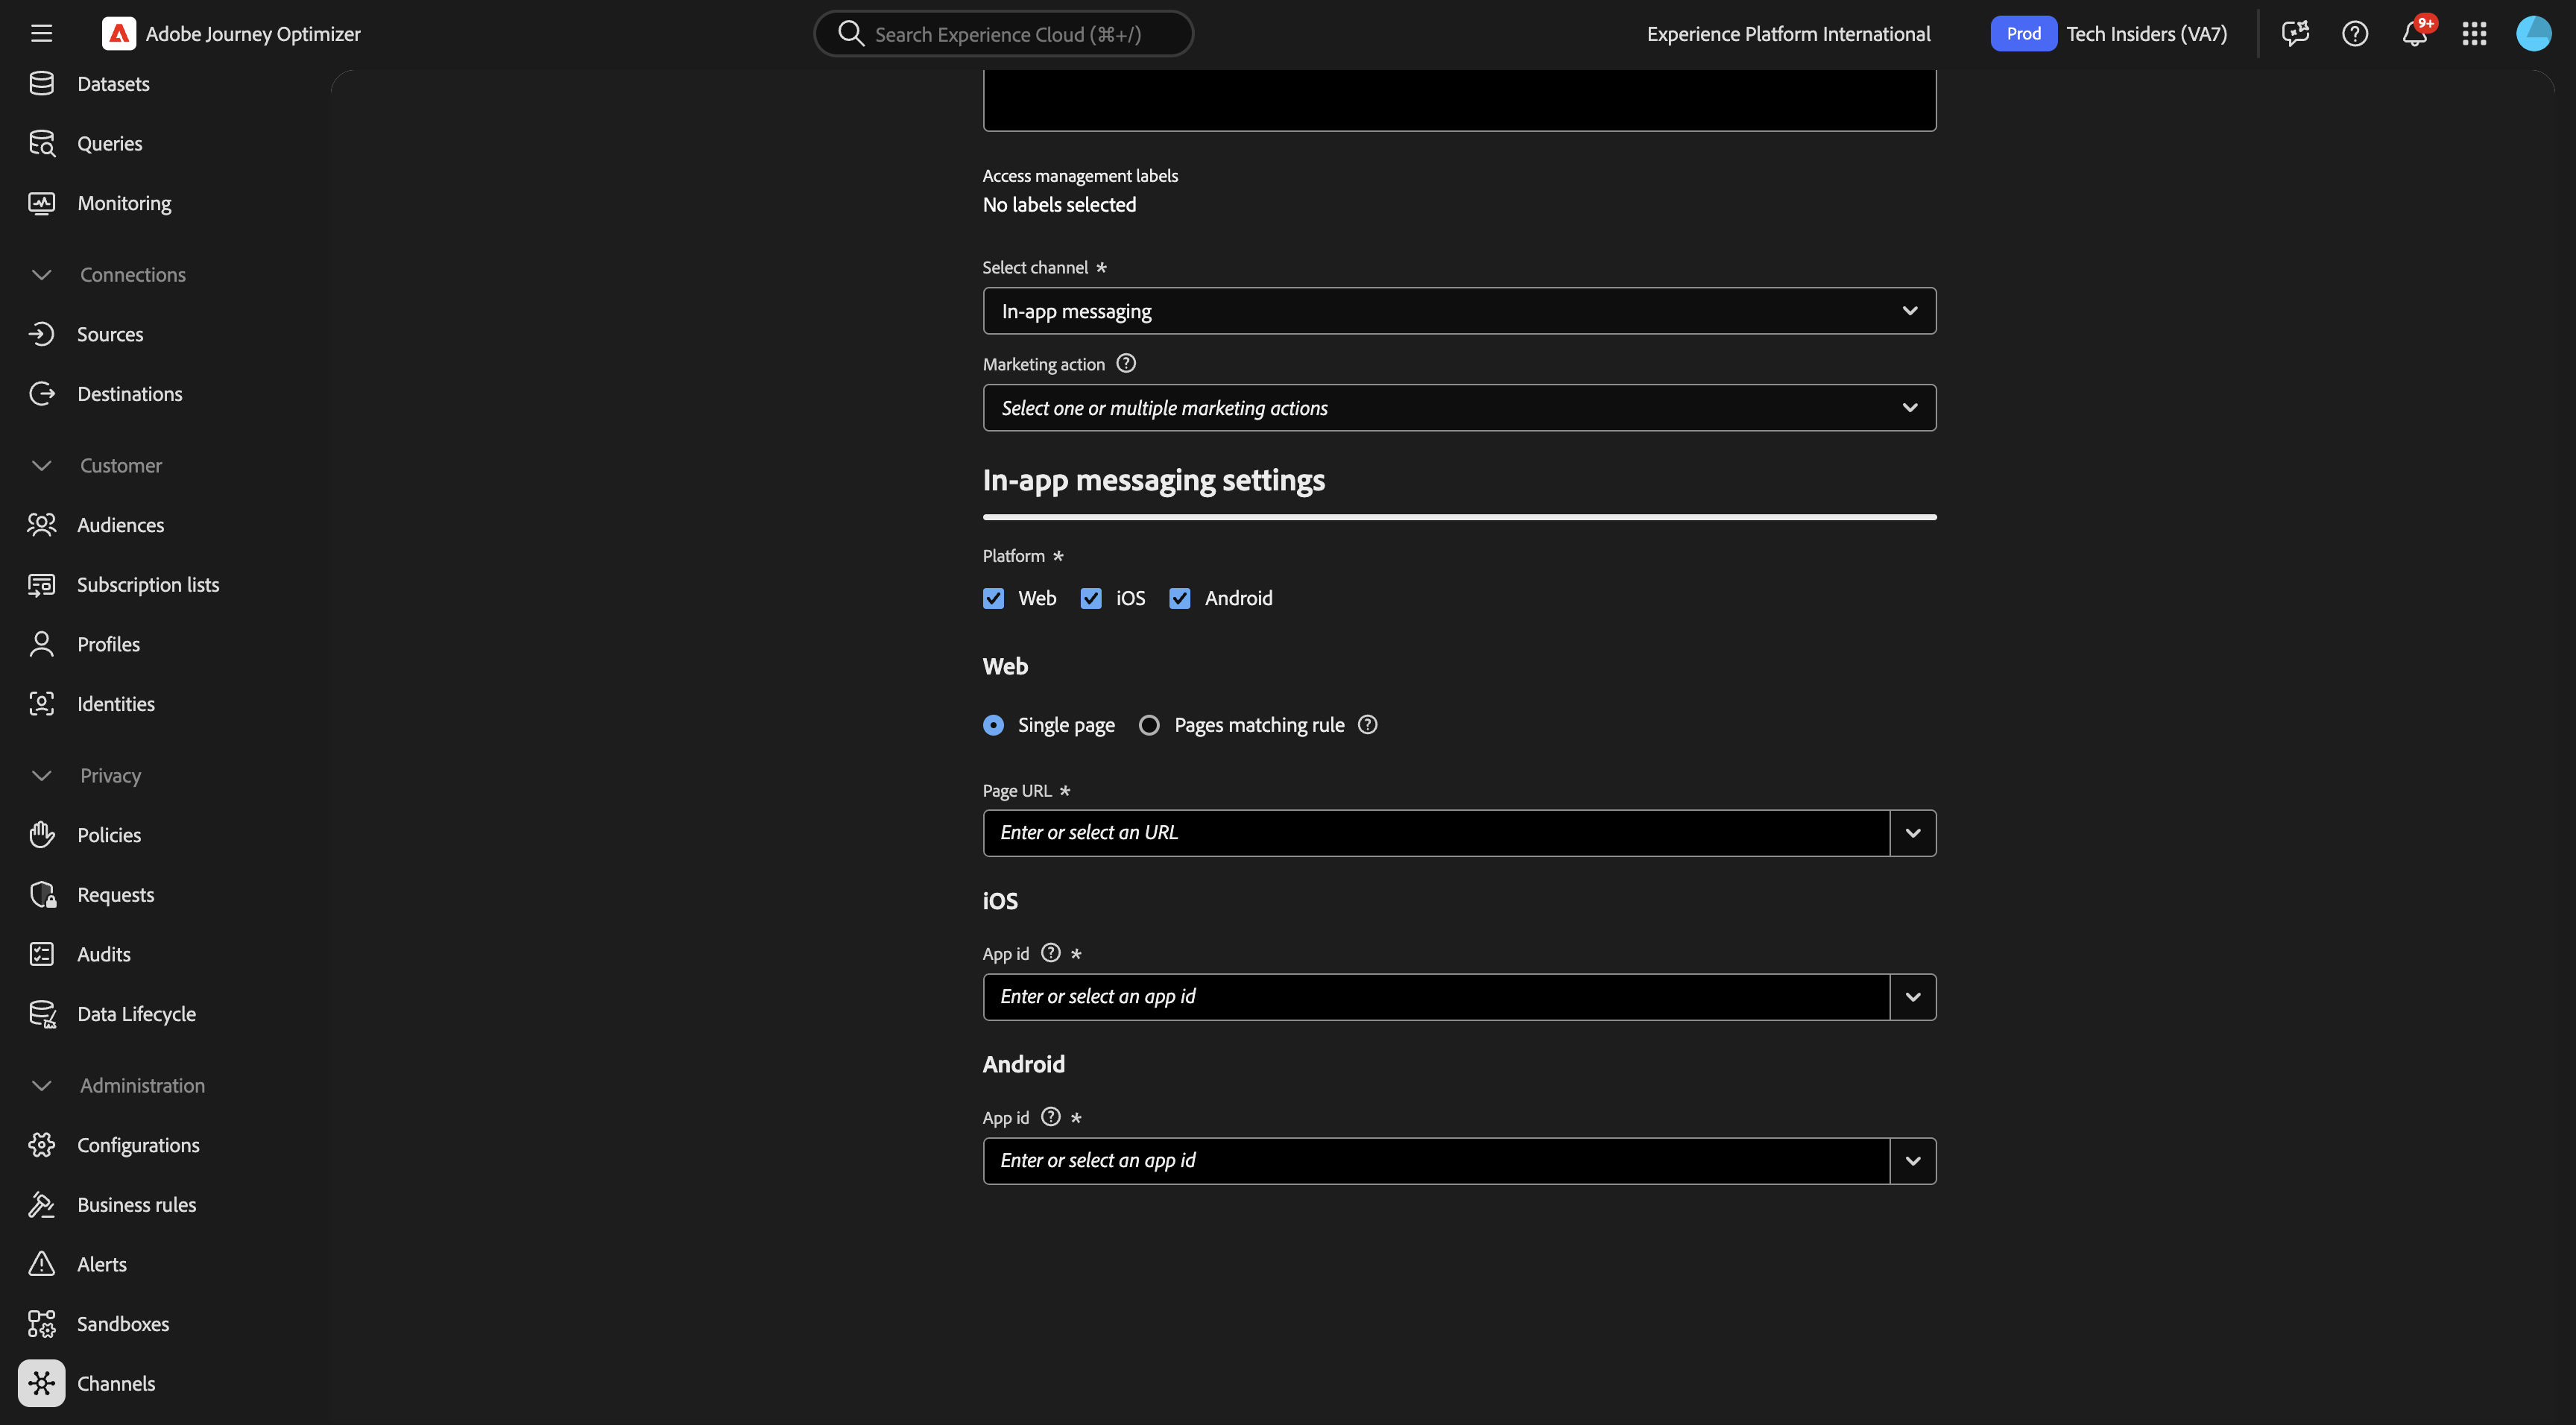 Adobe Journey Optimizer
Search Experience Cloud (⌘+/)
Experience Platform International
Prod
Tech Insiders (VA7)
9+
Datasets
Queries
Monitoring
Connections
Sources
Destinations
Customer
Audiences
Subscription lists
Profiles
Identities
Privacy
Policies
Requests
Audits
Data Lifecycle
Administration
Configurations
Business rules
Alerts
Sandboxes
Channels
Access management labels
No labels selected
Select channel *
In-app messaging
Marketing action
Select one or multiple marketing actions
In-app messaging settings
Platform *
Web iOS Android
Web
Single page Pages matching rule
Page URL *
Enter or select an URL
iOS
App id *
Enter or select an app id
Android
App id *
Enter or select an app id